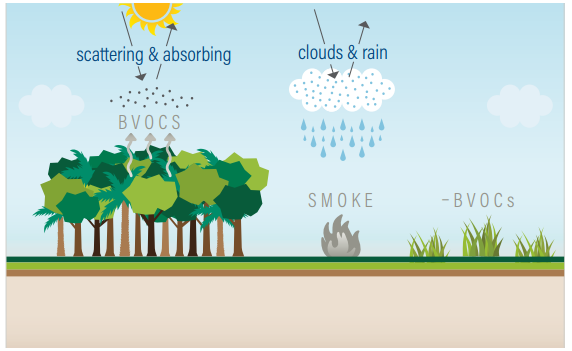 scattering & absorbing
clouds & rain
BVOCS
SMOKE
–BVOCs